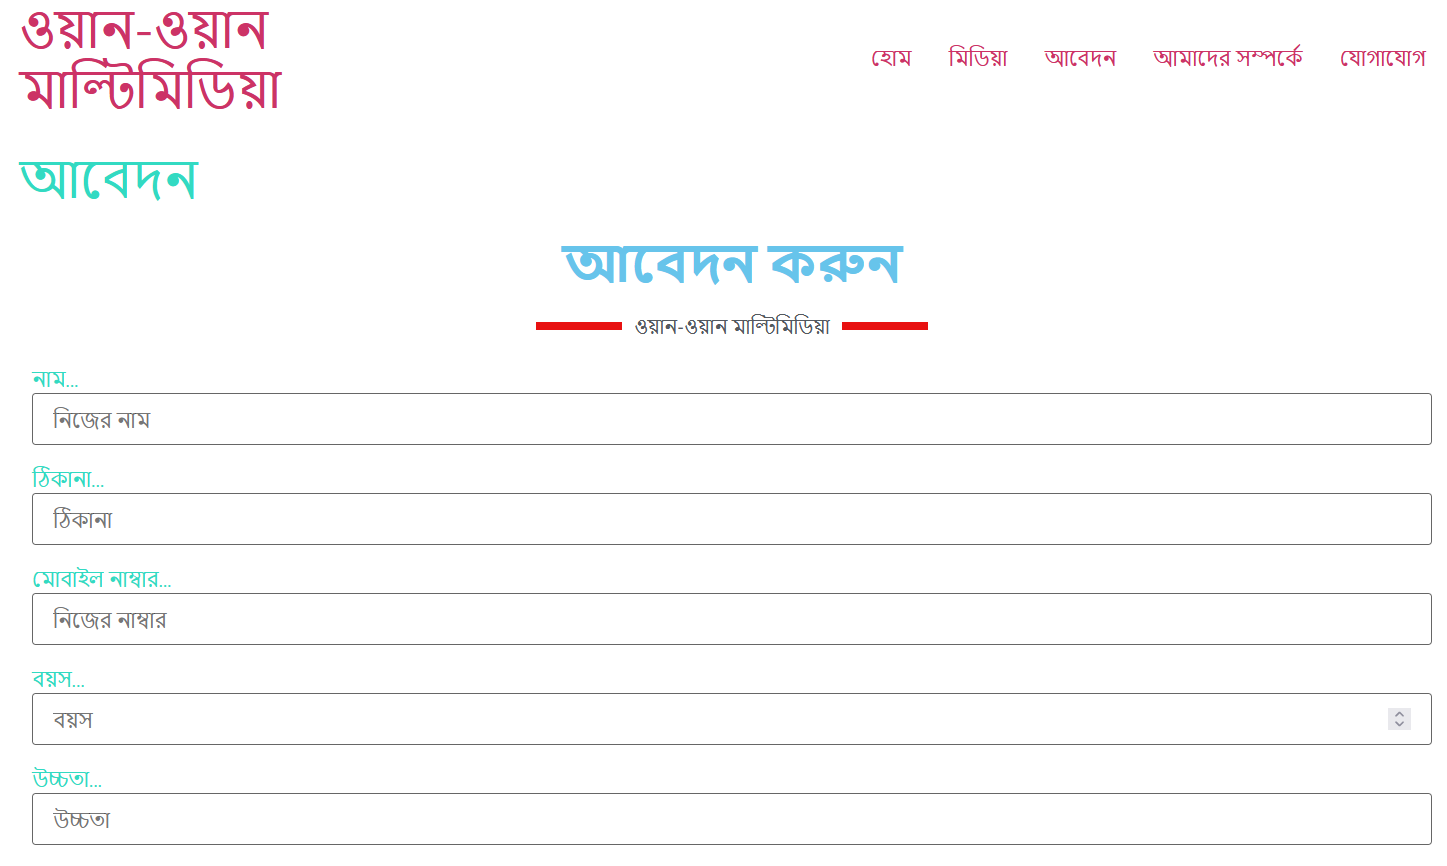 ওয়ান-ওয়ান
মাল্টিমিডিয়া
হোম মিডিয়া আবেদন আমাদের সম্পর্কে যোগাযোগ
আবেদন
আবেদন করুন
ওয়ান-ওয়ান মাল্টিমিডিয়া
নাম...
নিজের নাম
ঠিকানা...
ঠিকানা
মোবাইল নাম্বার...
নিজের নাম্বার
বয়স...
বয়স
উচ্চতা...
উচ্চতা